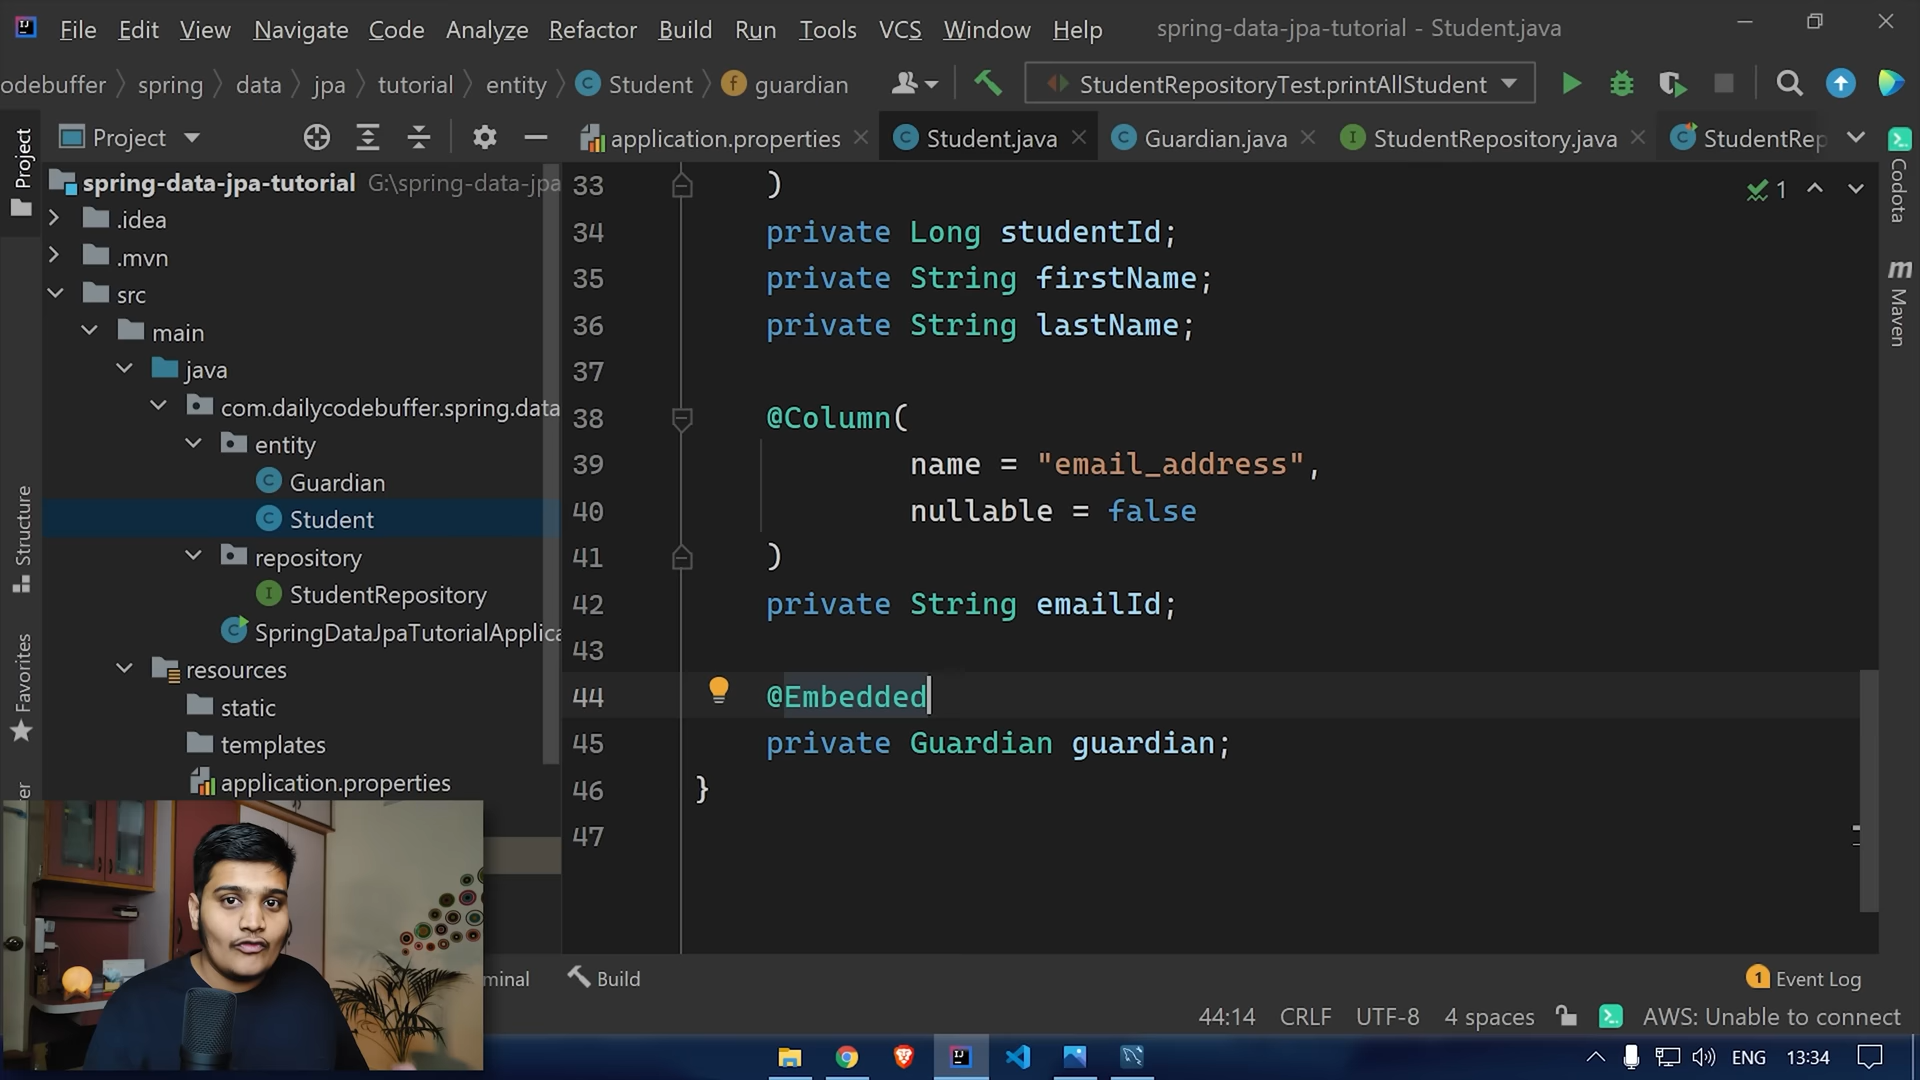 File Edit View Navigate Code Analyze Refactor Build Run Tools VCS Window Help spring-data-jpa-tutorial - Student.java
odebuffer spring data jpa tutorial entity Student guardian StudentRepositoryTest.printAllStudent
Project application.properties Student.java Guardian.java StudentRepository.java StudentRep
spring-data-jpa-tutorial G:\spring-data-jpa
.idea
.mvn
src
main
java
com.dailycodebuffer.spring.data
entity
Guardian
Student
repository
StudentRepository
SpringDataJpaTutorialApplica
resources
static
templates
application.properties
Project
Structure
Favorites
er
33 )
34 private Long studentId;
35 private String firstName;
36 private String lastName;
37
38 @Column(
39 name = "email_address",
40 nullable = false
41 )
42 private String emailId;
43
44 @Embedded
45 private Guardian guardian;
46 }
47
1
Codota
m Maven
minal Build 1 Event Log
44:14 CRLF UTF-8 4 spaces AWS: Unable to connect
ENG 13:34